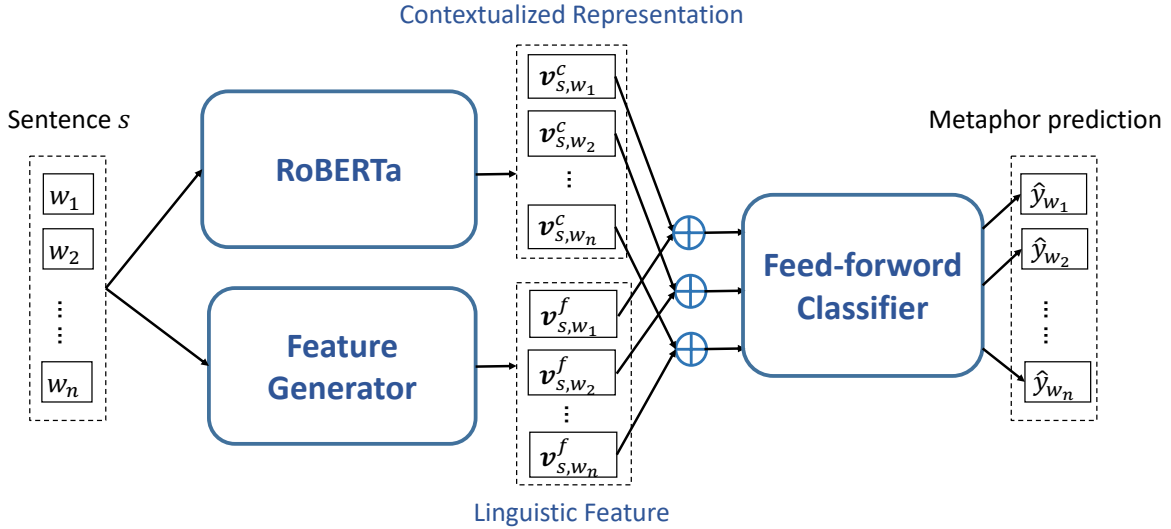 Contextualized Representation
Sentence s
w₁
w₂
... ...
wₙ
RoBERTa
Feature
Generator
v^c_{s,w₁}
v^c_{s,w₂}
...
v^c_{s,wₙ}
v^f_{s,w₁}
v^f_{s,w₂}
...
v^f_{s,wₙ}
Linguistic Feature
Feed-forword
Classifier
Metaphor prediction
ŷ_{w₁}
ŷ_{w₂}
... ...
ŷ_{wₙ}